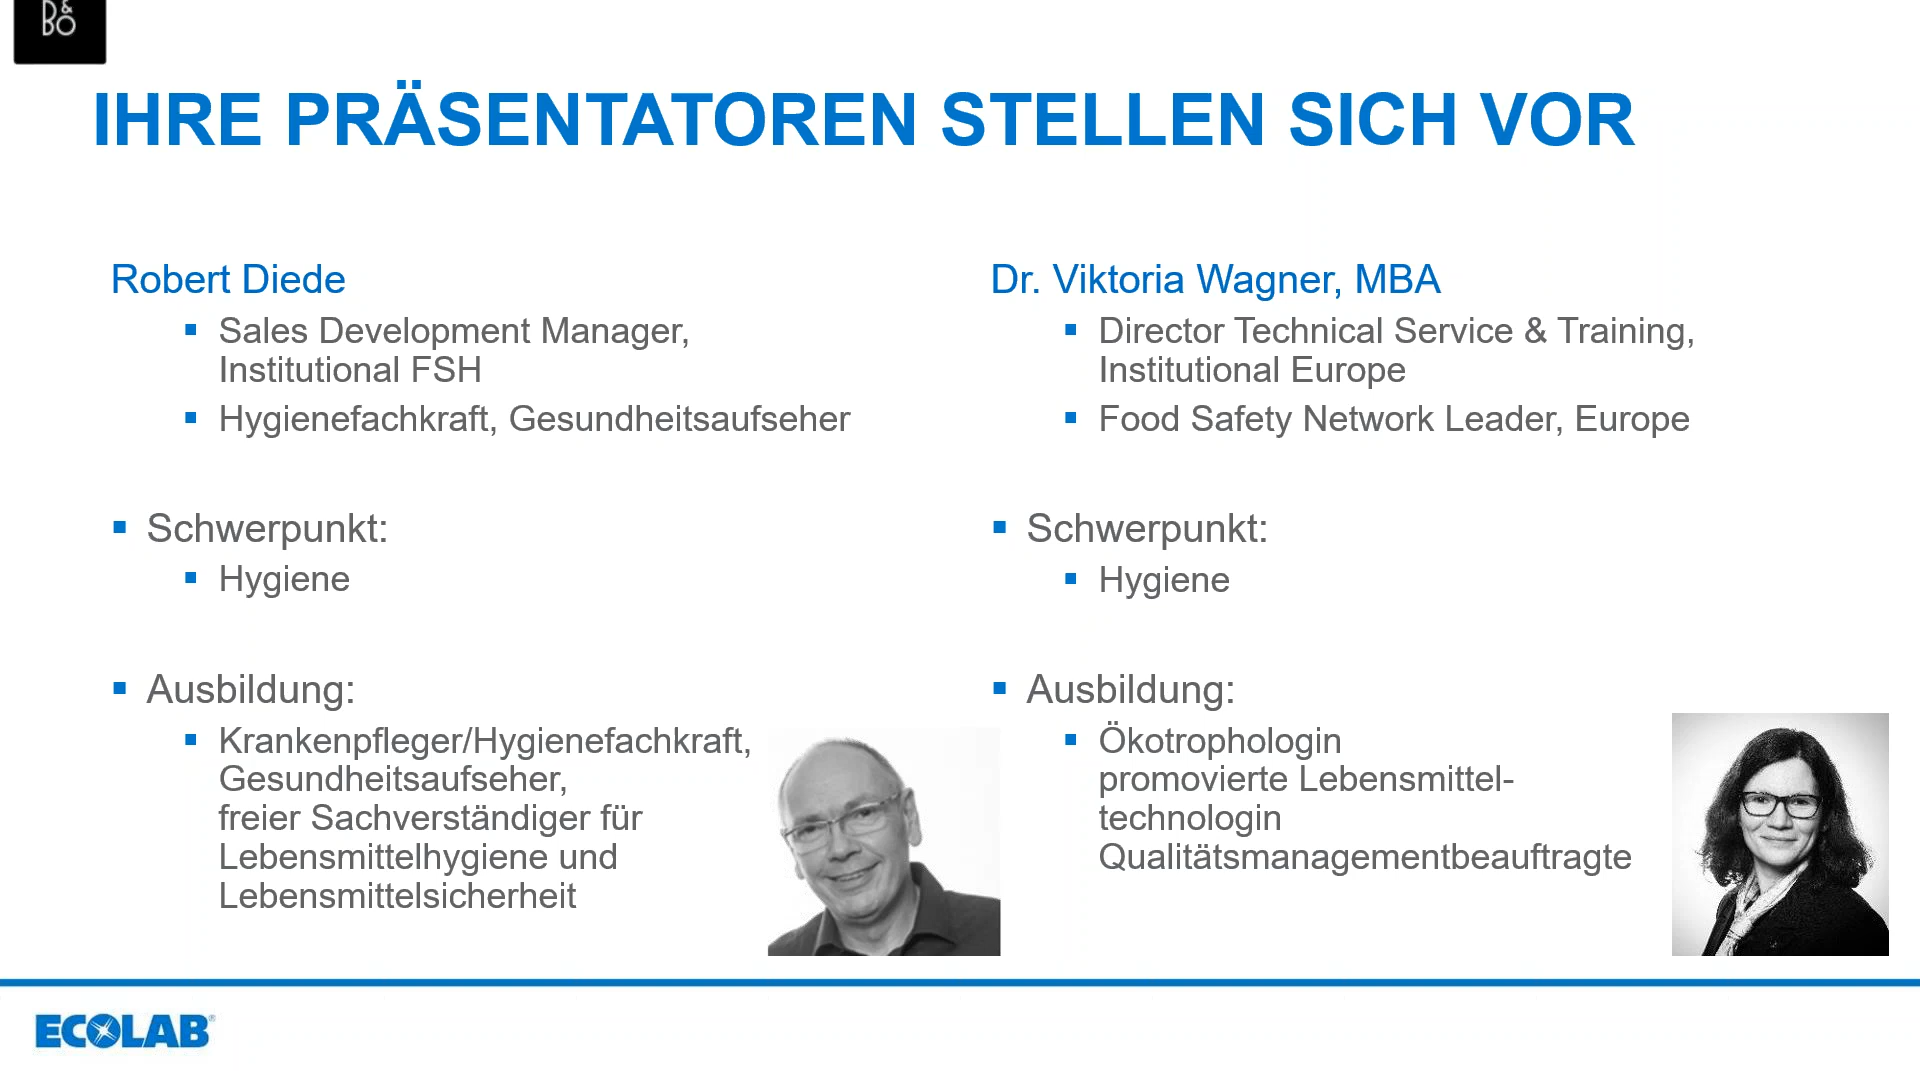 B&O
IHRE PRÄSENTATOREN STELLEN SICH VOR
Robert Diede
Sales Development Manager,
Institutional FSH
Hygienefachkraft, Gesundheitsaufseher
Schwerpunkt:
Hygiene
Ausbildung:
Krankenpfleger/Hygienefachkraft,
Gesundheitsaufseher,
freier Sachverständiger für
Lebensmittelhygiene und
Lebensmittelsicherheit
Dr. Viktoria Wagner, MBA
Director Technical Service & Training,
Institutional Europe
Food Safety Network Leader, Europe
Schwerpunkt:
Hygiene
Ausbildung:
Ökotrophologin
promovierte Lebensmittel-
technologin
Qualitätsmanagementbeauftragte
ECOLAB®